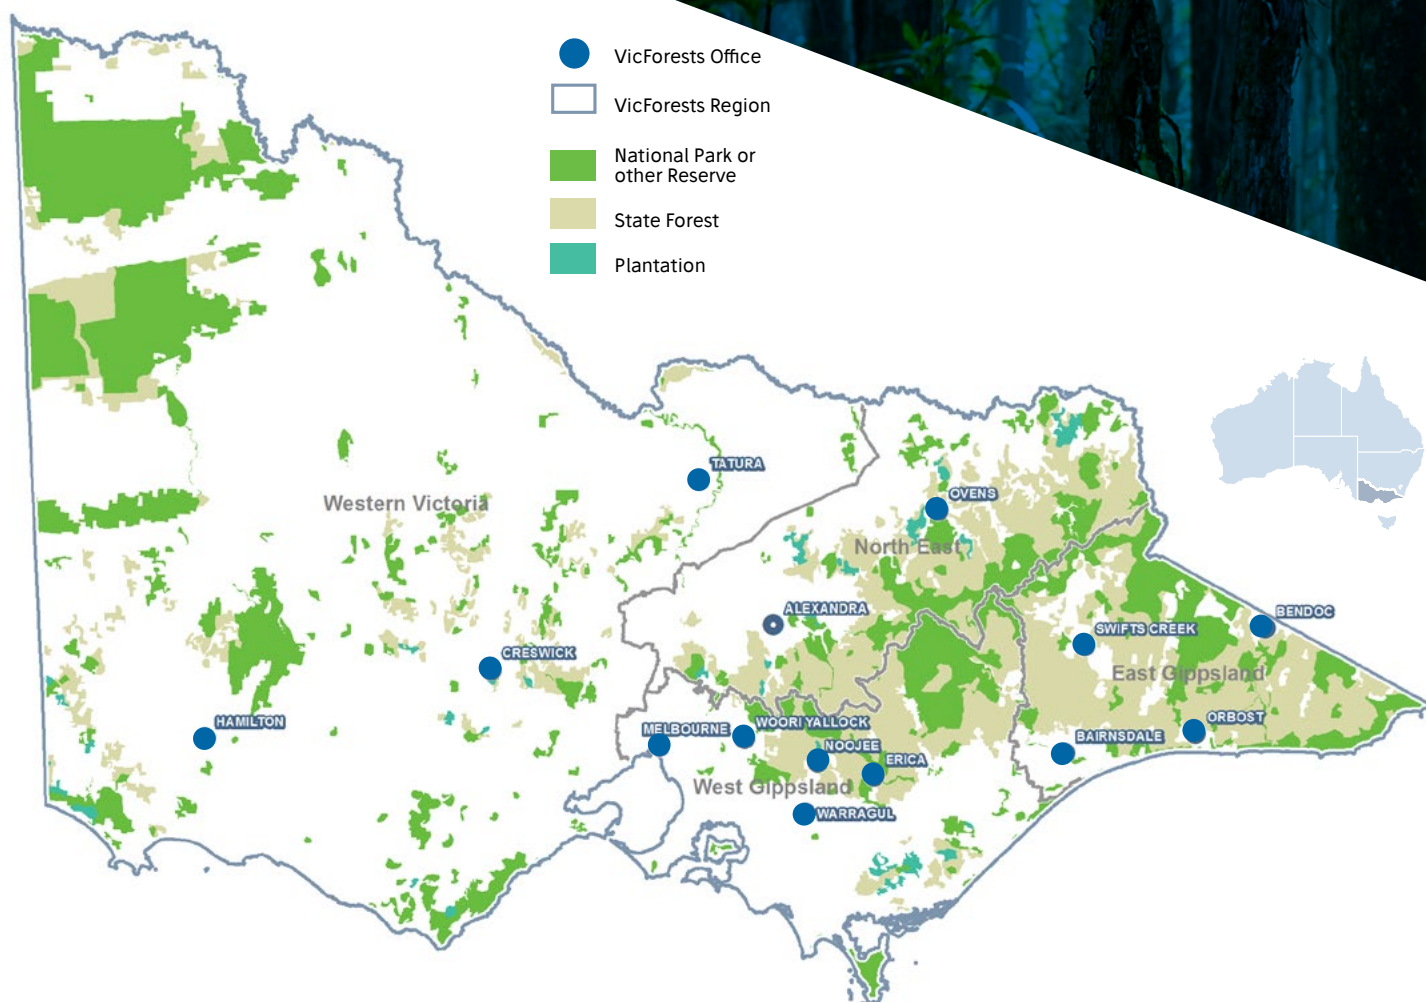 VicForests Office
VicForests Region
National Park or
other Reserve
State Forest
Plantation
TATURA
Western Victoria
OVENS
North East
ALEXANDRA
BENDOC
SWIFTS CREEK
CRESWICK
East Gippsland
HAMILTON
MELBOURNE
WOORI YALLOCK
ORBOST
BAIRNSDALE
NOOJEE
ERICA
West Gippsland
WARRAGUL